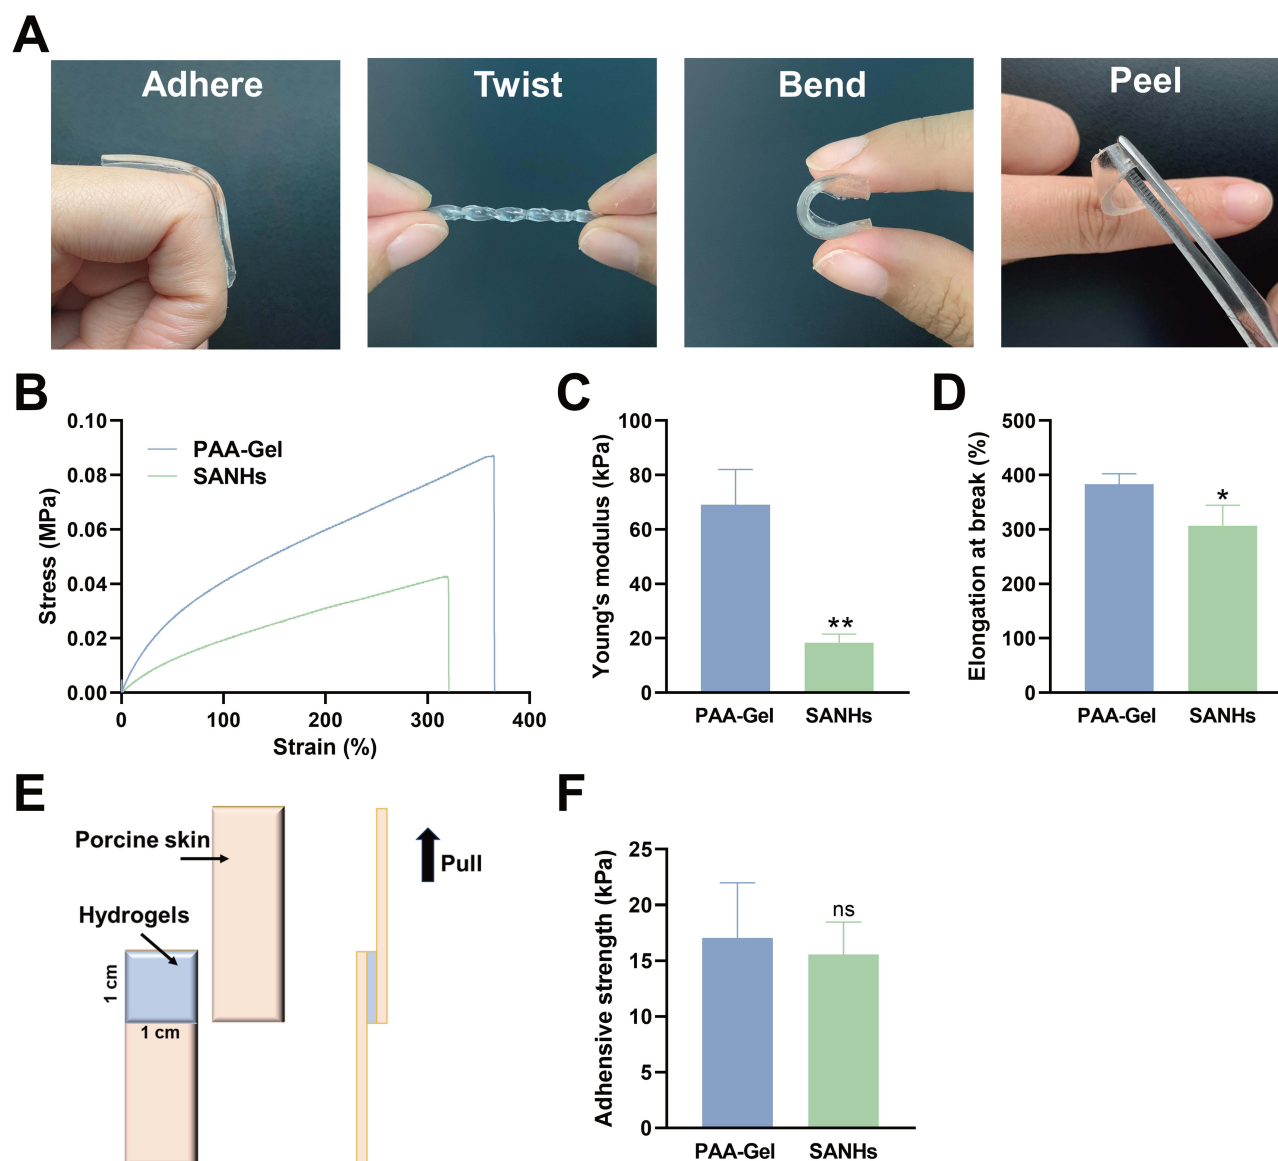 A
Adhere
Twist
Bend
Peel
B
Stress (MPa)
0.10
0.08
0.06
0.04
0.02
0.00
PAA-Gel
SANHs
0
100
200
300
400
Strain (%)
C
Young's modulus (kPa)
100
80
60
40
20
0
**
PAA-Gel
SANHs
D
Elongation at break (%)
500
400
300
200
100
0
*
PAA-Gel
SANHs
E
Porcine skin
Hydrogels
1 cm
1 cm
Pull
F
Adhensive strength (kPa)
25
20
15
10
5
0
ns
PAA-Gel
SANHs